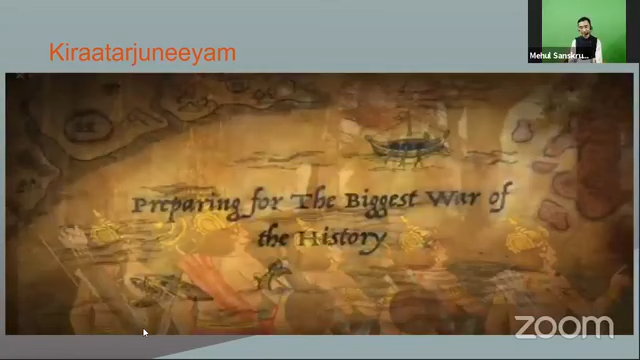 Kiraatarjuneeyam
Mehul Sanskru...
Preparing for The Biggest War of
the History
zoom